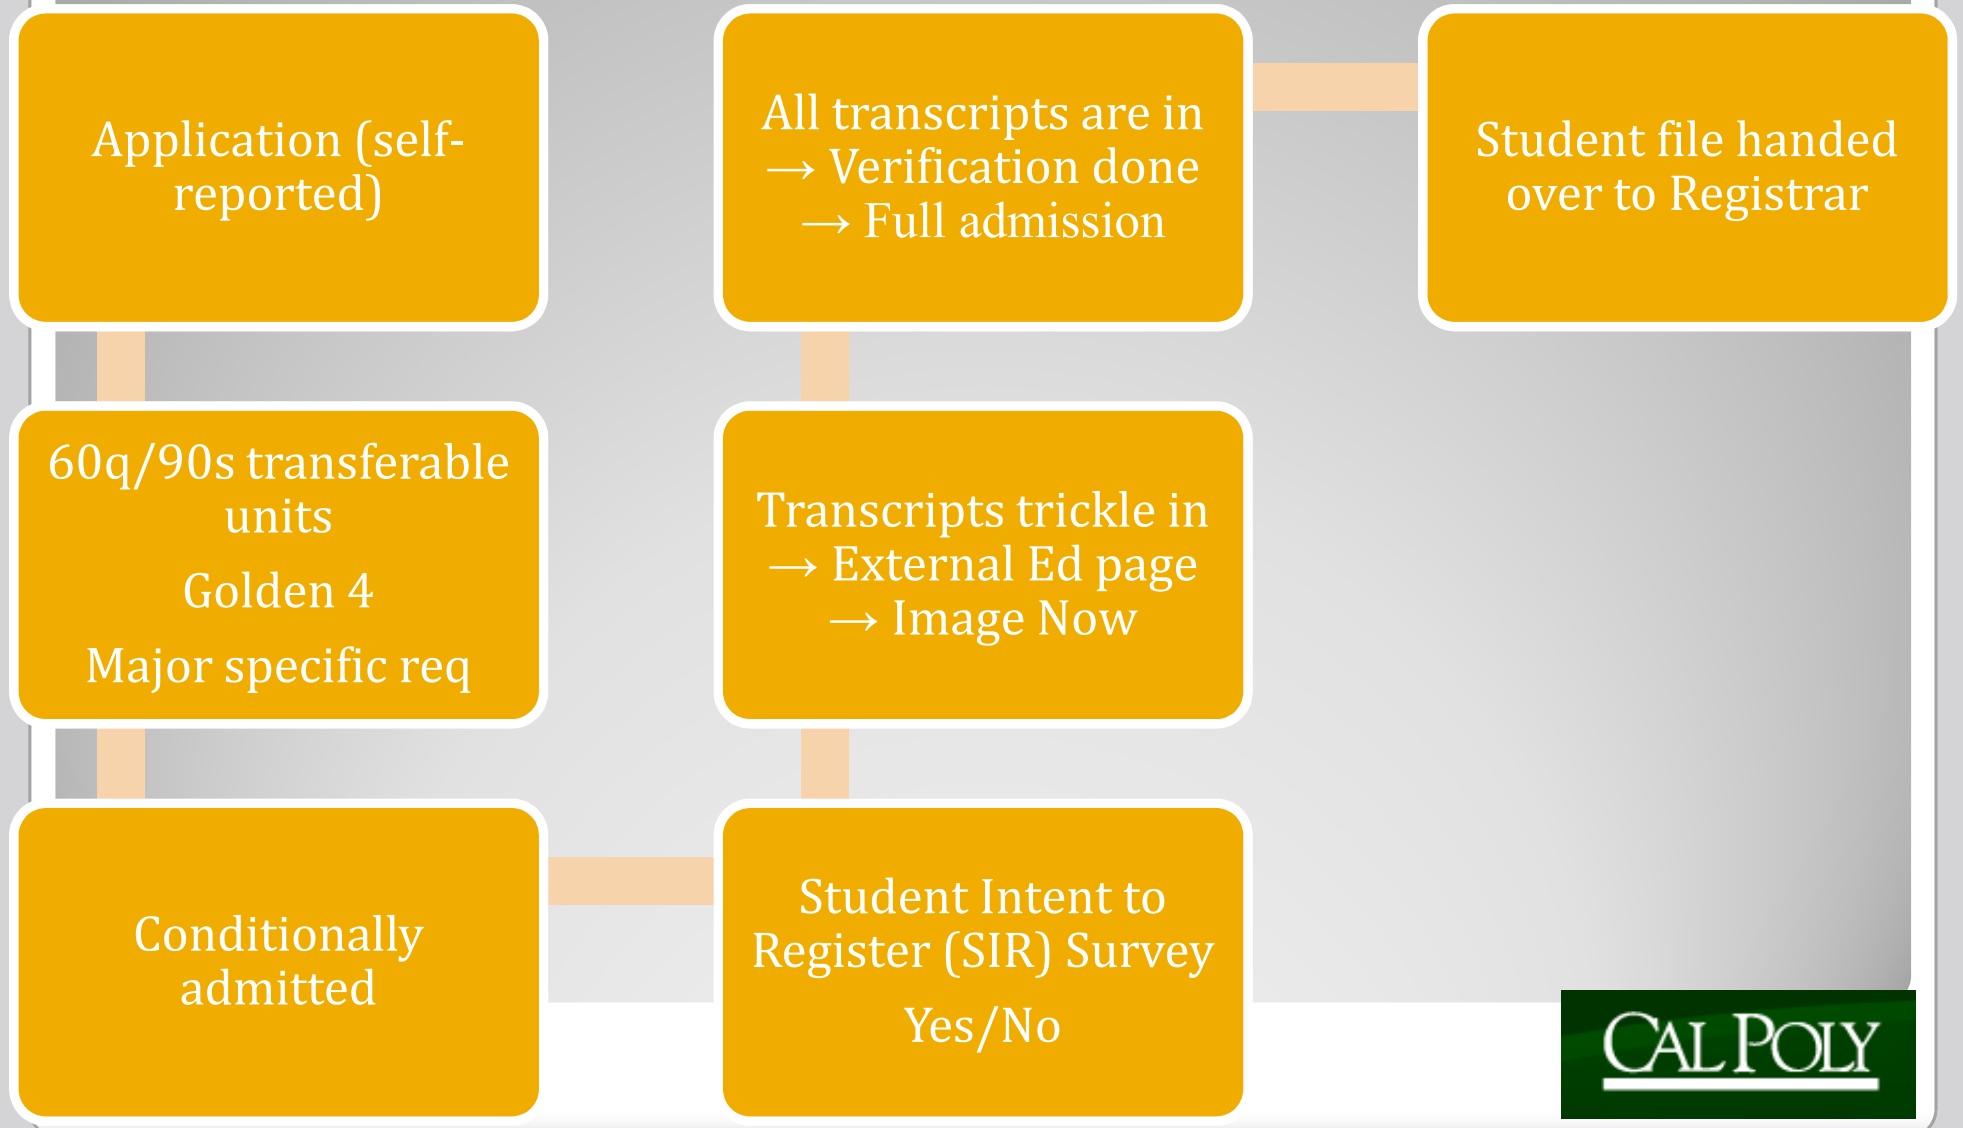 Application (self-
reported)
60q/90s transferable
units
Golden 4
Major specific req
Conditionally
admitted
Student Intent to
Register (SIR) Survey
Yes/No
Transcripts trickle in
→ External Ed page
→ Image Now
All transcripts are in
→ Verification done
→ Full admission
Student file handed
over to Registrar
CAL POLY